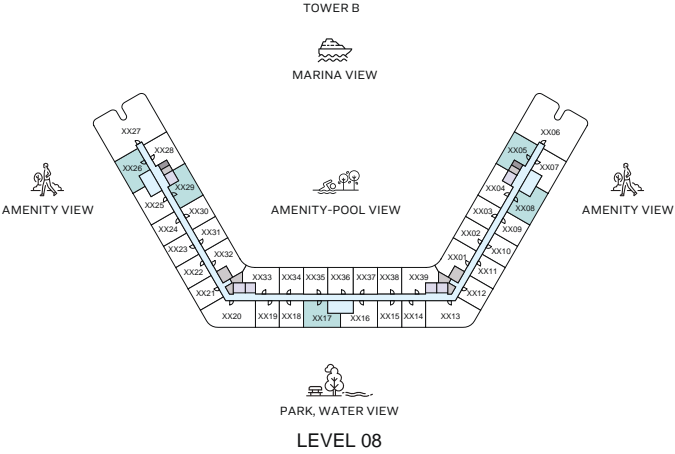 TOWER B
MARINA VIEW
XX27
XX06
XX28
XX05
XX26
XX07
XX29
XX04
XX25
XX08
AMENITY VIEW
AMENITY-POOL VIEW
AMENITY VIEW
XX30
XX03
XX24
XX09
XX31
XX02
XX23
XX10
XX32
XX01
XX22
XX11
XX33
XX34
XX35
XX36
XX37
XX38
XX39
XX21
XX12
XX20
XX19
XX18
XX17
XX16
XX15
XX14
XX13
PARK, WATER VIEW
LEVEL 08